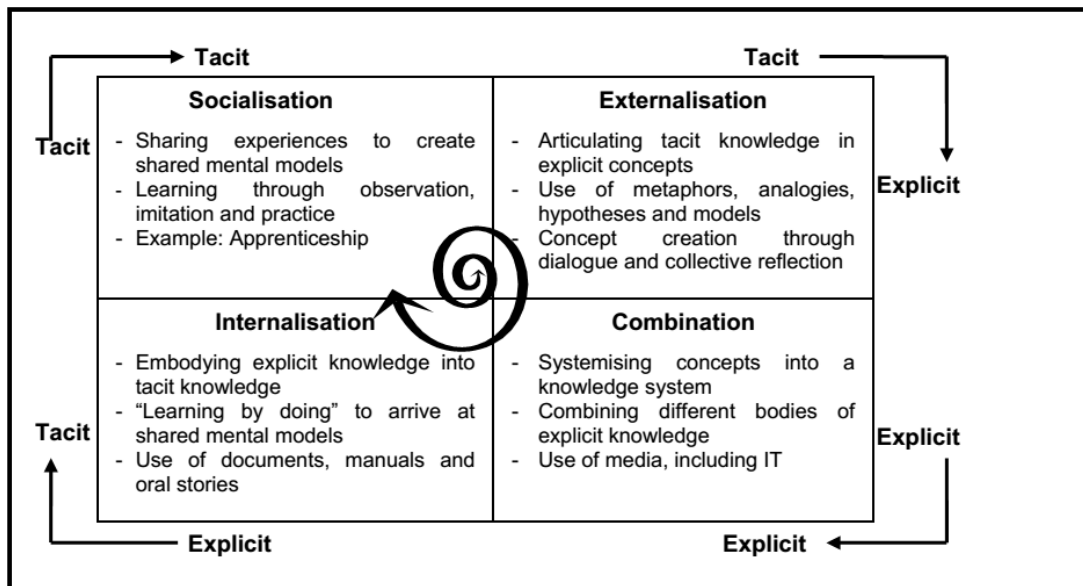 Tacit
Tacit
Tacit
Socialisation
- Sharing experiences to create
shared mental models
- Learning through observation,
imitation and practice
- Example: Apprenticeship
Externalisation
- Articulating tacit knowledge in
explicit concepts
- Use of metaphors, analogies,
hypotheses and models
- Concept creation through
dialogue and collective reflection
Explicit
Internalisation
- Embodying explicit knowledge into
tacit knowledge
- “Learning by doing” to arrive at
shared mental models
- Use of documents, manuals and
oral stories
Combination
- Systemising concepts into a
knowledge system
- Combining different bodies of
explicit knowledge
- Use of media, including IT
Tacit
Explicit
Explicit
Explicit